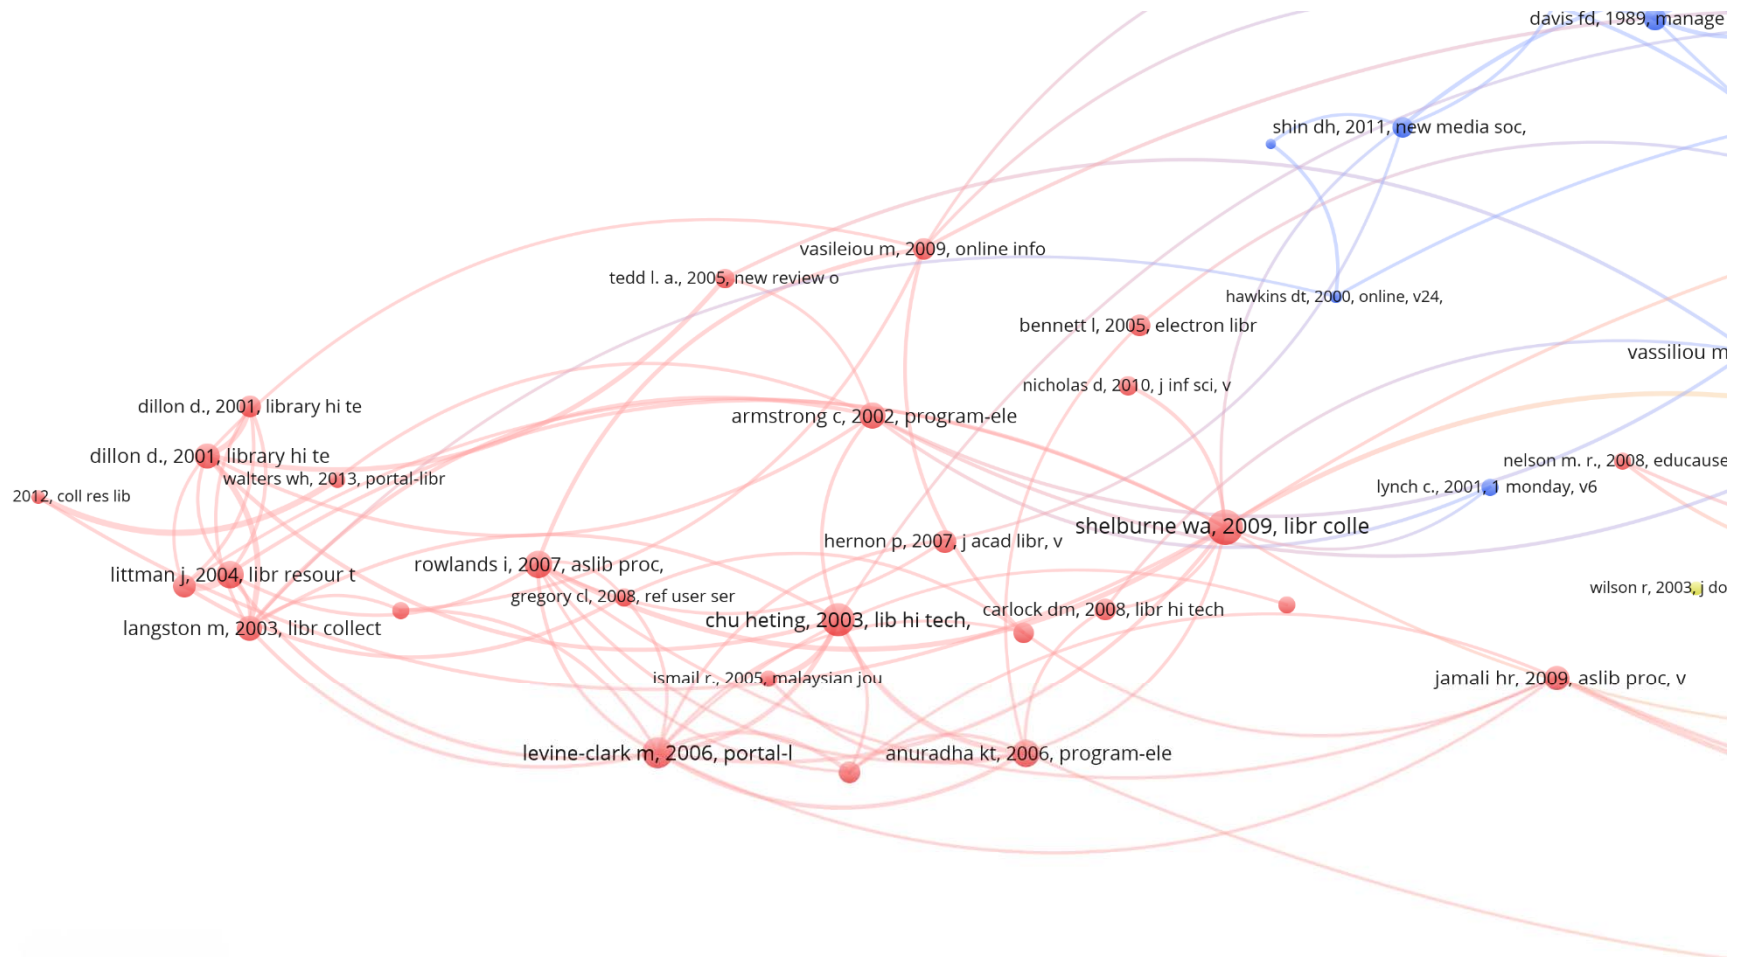 davis fd, 1989, manage
shin dh, 2011, new media soc,
vasileiou m, 2009, online info
tedd l. a., 2005, new review o
hawkins dt, 2000, online, v24,
bennett l, 2005, electron libr
vassiliou m
nicholas d, 2010, j inf sci, v
dillon d., 2001, library hi te
armstrong c, 2002, program-ele
dillon d., 2001, library hi te
nelson m. r., 2008, educause
walters wh, 2013, portal-libr
lynch c., 2001, 1 monday, v6
2012, coll res lib
shelburne wa, 2009, libr colle
hernon p, 2007, j acad libr, v
rowlands i, 2007, aslib proc,
littman j, 2004, libr resour t
wilson r, 2003, j do
gregory cl, 2008, ref user ser
carlock dm, 2008, libr hi tech
chu heting, 2003, lib hi tech,
langston m, 2003, libr collect
ismail r., 2005, malaysian jou
jamali hr, 2009, aslib proc, v
levine-clark m, 2006, portal-l
anuradha kt, 2006, program-ele